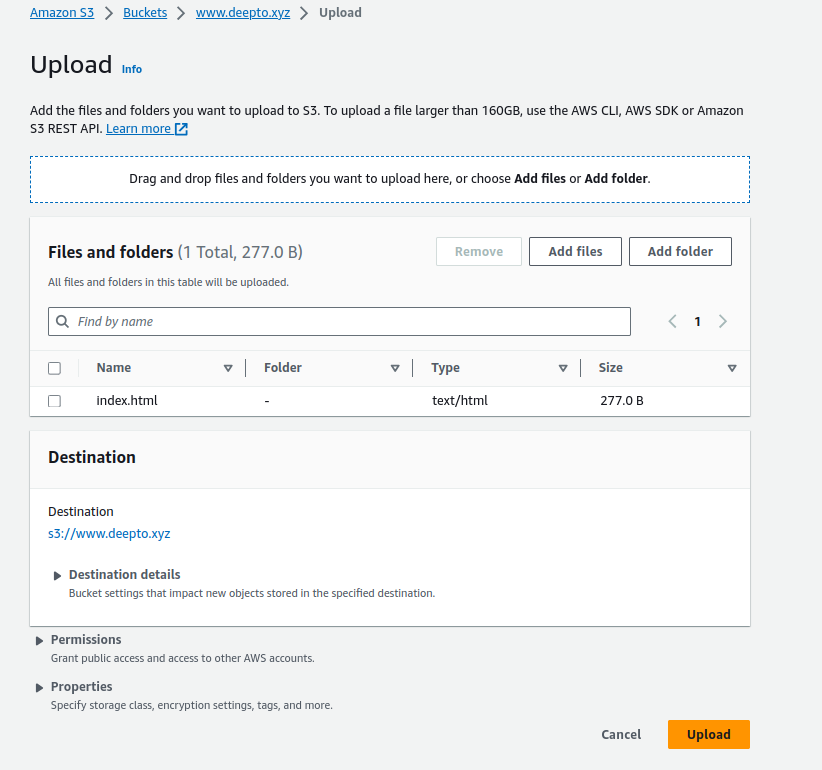 Amazon S3 > Buckets > www.deepto.xyz > Upload
Upload Info
Add the files and folders you want to upload to S3. To upload a file larger than 160GB, use the AWS CLI, AWS SDK or Amazon
S3 REST API. Learn more
Drag and drop files and folders you want to upload here, or choose Add files or Add folder.
Files and folders (1 Total, 277.0 B) Remove Add files Add folder
All files and folders in this table will be uploaded.
Find by name 1
Name Folder Type Size
index.html - text/html 277.0 B
Destination
Destination
s3://www.deepto.xyz
Destination details
Bucket settings that impact new objects stored in the specified destination.
Permissions
Grant public access and access to other AWS accounts.
Properties
Specify storage class, encryption settings, tags, and more.
Cancel Upload